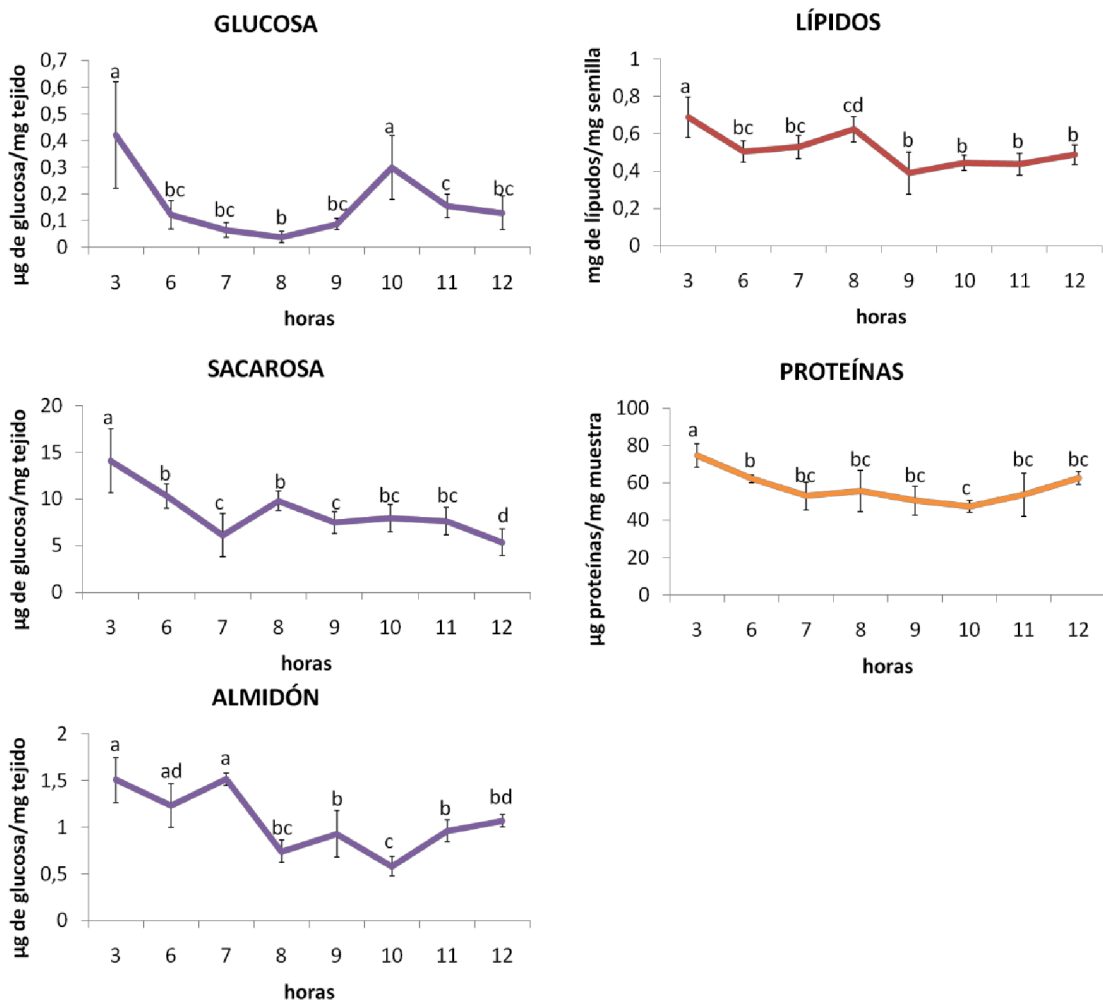 GLUCOSA
µg de glucosa/mg tejido
0,7
0,6
0,5
0,4
0,3
0,2
0,1
0
a
bc
bc
b
bc
a
c
bc
3 6 7 8 9 10 11 12
horas
LÍPIDOS
mg de lípudos/mg semilla
1
0,8
0,6
0,4
0,2
0
a
bc
bc
cd
b
b
b
b
3 6 7 8 9 10 11 12
horas
SACAROSA
µg de glucosa/mg tejido
20
15
10
5
0
a
b
c
b
c
bc
bc
d
3 6 7 8 9 10 11 12
horas
PROTEÍNAS
µg proteínas/mg muestra
100
80
60
40
20
0
a
b
bc
bc
bc
c
bc
bc
3 6 7 8 9 10 11 12
horas
ALMIDÓN
µg de glucosa/mg tejido
2
1,5
1
0,5
0
a
ad
a
bc
b
c
b
bd
3 6 7 8 9 10 11 12
horas